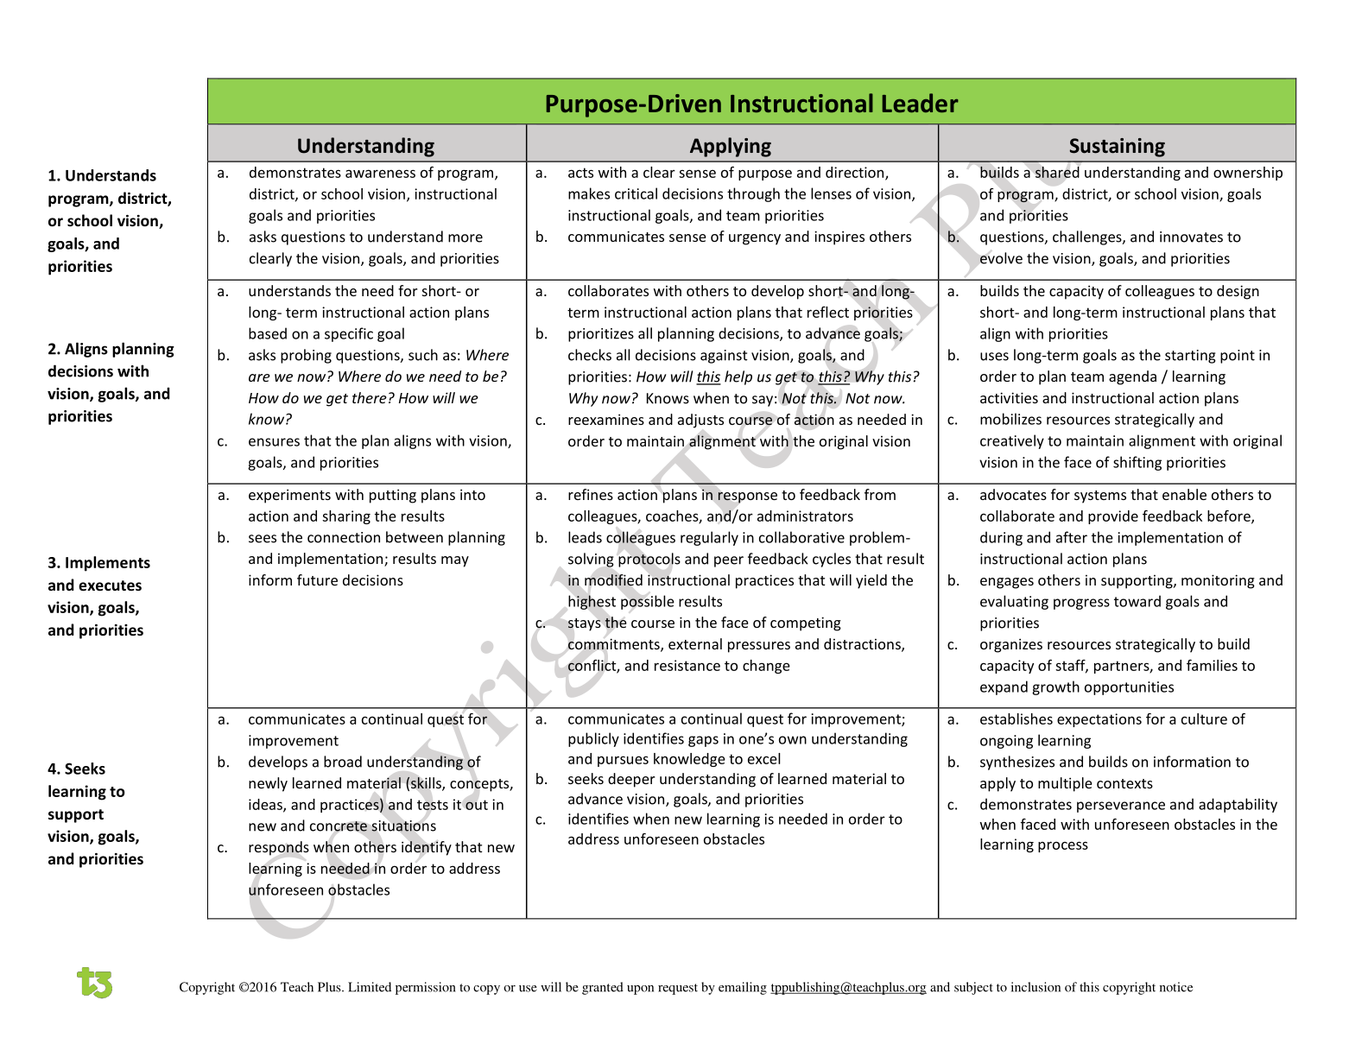 Purpose-Driven Instructional Leader
Understanding
Applying
Sustaining
1. Understands
program, district,
or school vision,
goals, and
priorities
a. demonstrates awareness of program,
district, or school vision, instructional
goals and priorities
b. asks questions to understand more
clearly the vision, goals, and priorities
a. acts with a clear sense of purpose and direction,
makes critical decisions through the lenses of vision,
instructional goals, and team priorities
b. communicates sense of urgency and inspires others
a. builds a shared understanding and ownership
of program, district, or school vision, goals
and priorities
b. questions, challenges, and innovates to
evolve the vision, goals, and priorities
2. Aligns planning
decisions with
vision, goals, and
priorities
a. understands the need for short- or
long- term instructional action plans
based on a specific goal
b. asks probing questions, such as: Where
are we now? Where do we need to be?
How do we get there? How will we
know?
c. ensures that the plan aligns with vision,
goals, and priorities
a. collaborates with others to develop short- and long-
term instructional action plans that reflect priorities
b. prioritizes all planning decisions, to advance goals;
checks all decisions against vision, goals, and
priorities: How will this help us get to this? Why this?
Why now? Knows when to say: Not this. Not now.
c. reexamines and adjusts course of action as needed in
order to maintain alignment with the original vision
a. builds the capacity of colleagues to design
short- and long-term instructional plans that
align with priorities
b. uses long-term goals as the starting point in
order to plan team agenda / learning
activities and instructional action plans
c. mobilizes resources strategically and
creatively to maintain alignment with original
vision in the face of shifting priorities
3. Implements
and executes
vision, goals,
and priorities
a. experiments with putting plans into
action and sharing the results
b. sees the connection between planning
and implementation; results may
inform future decisions
a. refines action plans in response to feedback from
colleagues, coaches, and/or administrators
b. leads colleagues regularly in collaborative problem-
solving protocols and peer feedback cycles that result
in modified instructional practices that will yield the
highest possible results
c. stays the course in the face of competing
commitments, external pressures and distractions,
conflict, and resistance to change
a. advocates for systems that enable others to
collaborate and provide feedback before,
during and after the implementation of
instructional action plans
b. engages others in supporting, monitoring and
evaluating progress toward goals and
priorities
c. organizes resources strategically to build
capacity of staff, partners, and families to
expand growth opportunities
4. Seeks
learning to
support
vision, goals,
and priorities
a. communicates a continual quest for
improvement
b. develops a broad understanding of
newly learned material (skills, concepts,
ideas, and practices) and tests it out in
new and concrete situations
c. responds when others identify that new
learning is needed in order to address
unforeseen obstacles
a. communicates a continual quest for improvement;
publicly identifies gaps in one's own understanding
and pursues knowledge to excel
b. seeks deeper understanding of learned material to
advance vision, goals, and priorities
c. identifies when new learning is needed in order to
address unforeseen obstacles
a. establishes expectations for a culture of
ongoing learning
b. synthesizes and builds on information to
apply to multiple contexts
c. demonstrates perseverance and adaptability
when faced with unforeseen obstacles in the
learning process
Copyright Teach Plu
t3
Copyright ©2016 Teach Plus. Limited permission to copy or use will be granted upon request by emailing tppublishing@teachplus.org and subject to inclusion of this copyright notice